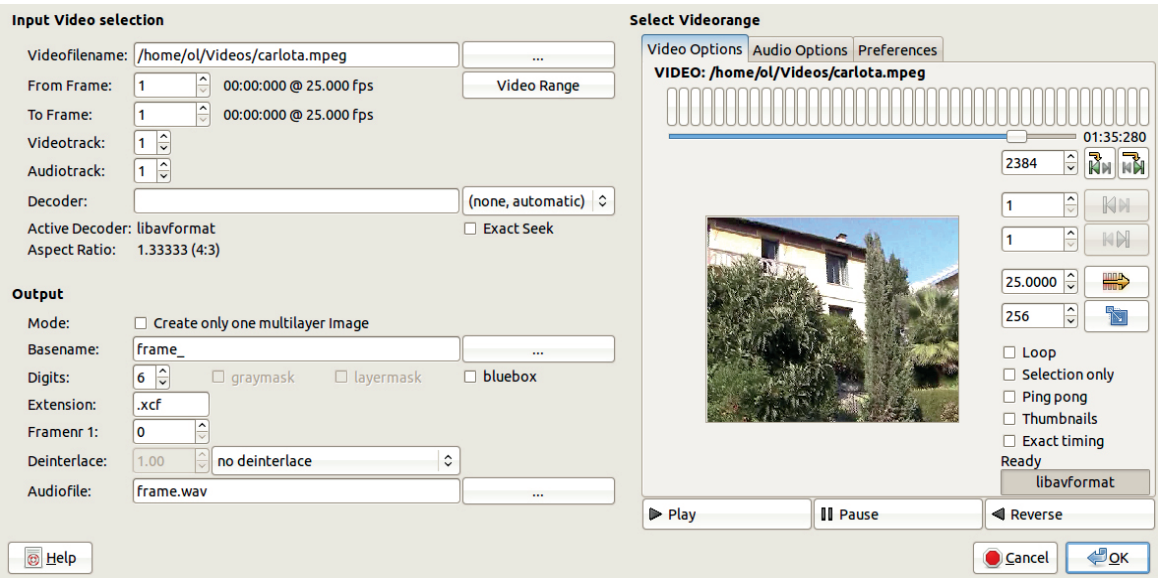 Input Video selection
Videofilename: /home/ol/Videos/carlota.mpeg ...
From Frame: 1 00:00:000 @ 25.000 fps Video Range
To Frame: 1 00:00:000 @ 25.000 fps
Videotrack: 1
Audiotrack: 1
Decoder: (none, automatic)
Active Decoder: libavformat Exact Seek
Aspect Ratio: 1.33333 (4:3)
Output
Mode: Create only one multilayer Image
Basename: frame_ ...
Digits: 6 graymask layermask bluebox
Extension: .xcf
Framenr 1: 0
Deinterlace: 1.00 no deinterlace
Audiofile: frame.wav ...
Help
Select Videorange
Video Options Audio Options Preferences
VIDEO: /home/ol/Videos/carlota.mpeg
01:35:280
2384
1
1
25.0000
256
Loop
Selection only
Ping pong
Thumbnails
Exact timing
Ready
libavformat
Play Pause Reverse
Cancel OK